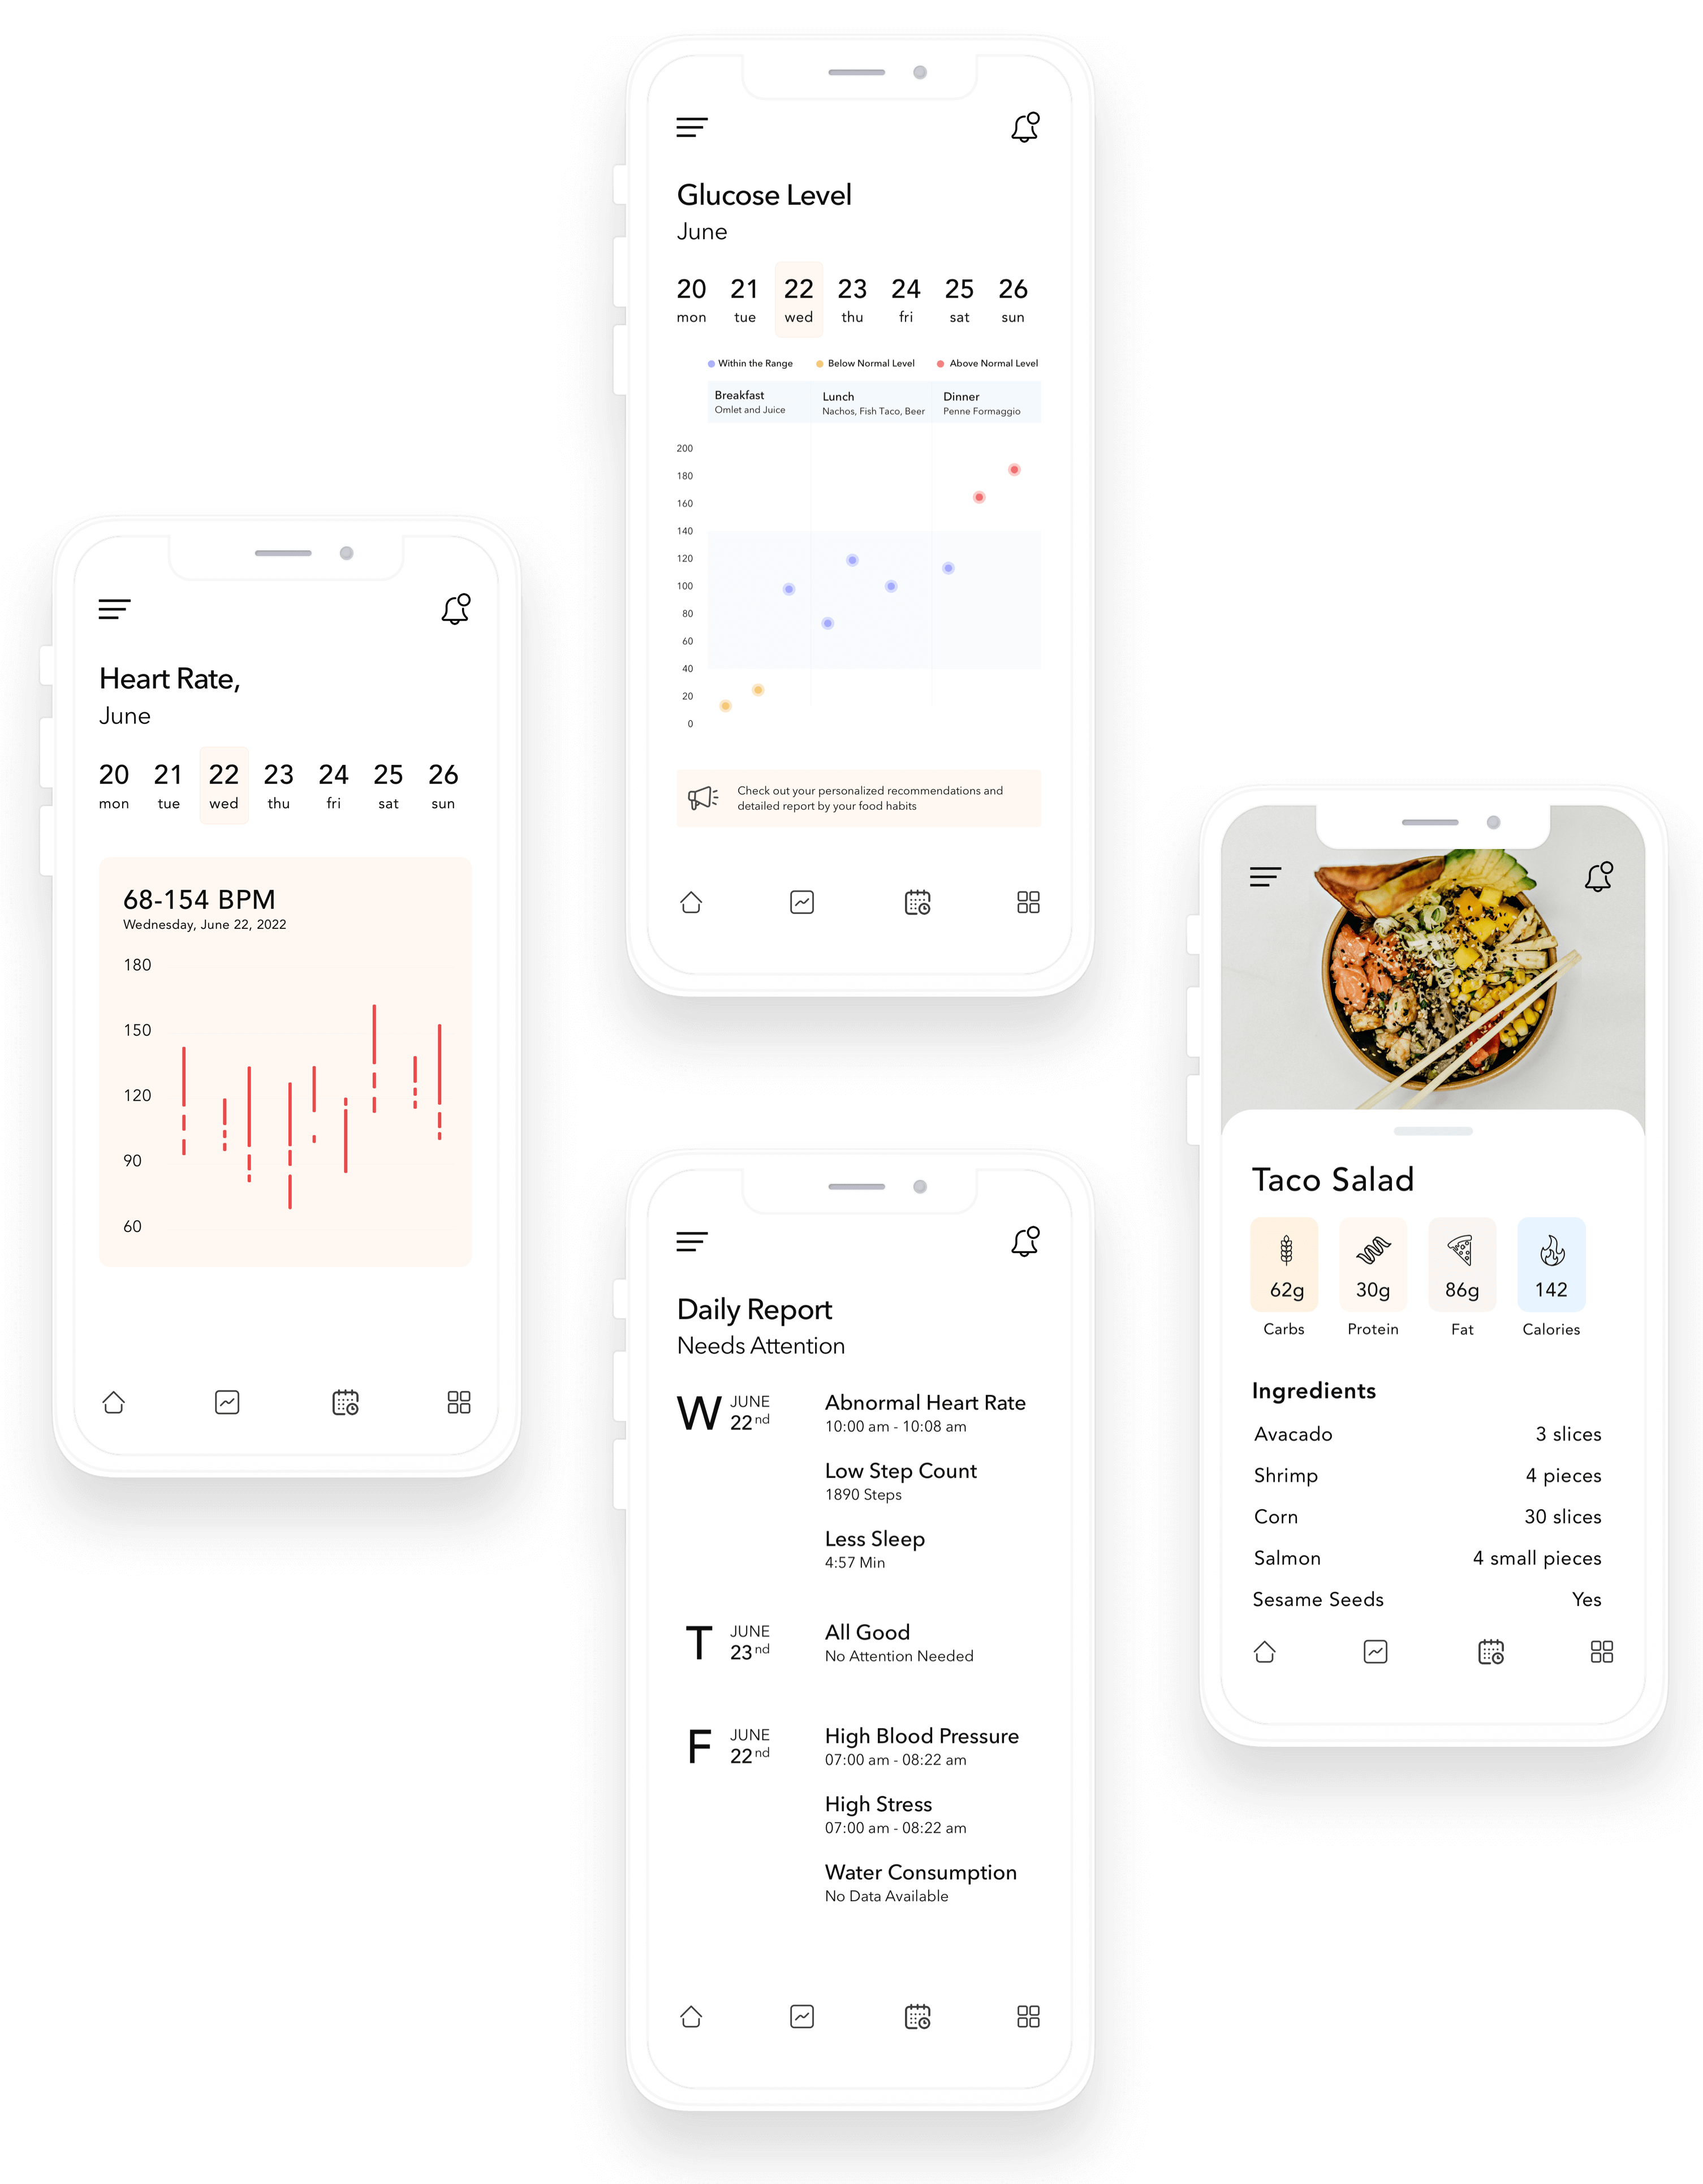 Glucose Level
June
20 21 22 23 24 25 26
mon tue wed thu fri sat sun
Within the Range Below Normal Level Above Normal Level
Breakfast Lunch Dinner
Omlet and Juice Nachos, Fish Taco, Beer Penne Formaggio
200
180
160
140
120
100
80
60
40
20
0
Check out your personalized recommendations and
detailed report by your food habits
Heart Rate,
June
20 21 22 23 24 25 26
mon tue wed thu fri sat sun
68-154 BPM
Wednesday, June 22, 2022
180
150
120
90
60
Taco Salad
62g 30g 86g 142
Carbs Protein Fat Calories
Ingredients
Avacado 3 slices
Shrimp 4 pieces
Corn 30 slices
Salmon 4 small pieces
Sesame Seeds Yes
Daily Report
Needs Attention
W JUNE 22nd
Abnormal Heart Rate
10:00 am - 10:08 am
Low Step Count
1890 Steps
Less Sleep
4:57 Min
T JUNE 23nd
All Good
No Attention Needed
F JUNE 22nd
High Blood Pressure
07:00 am - 08:22 am
High Stress
07:00 am - 08:22 am
Water Consumption
No Data Available